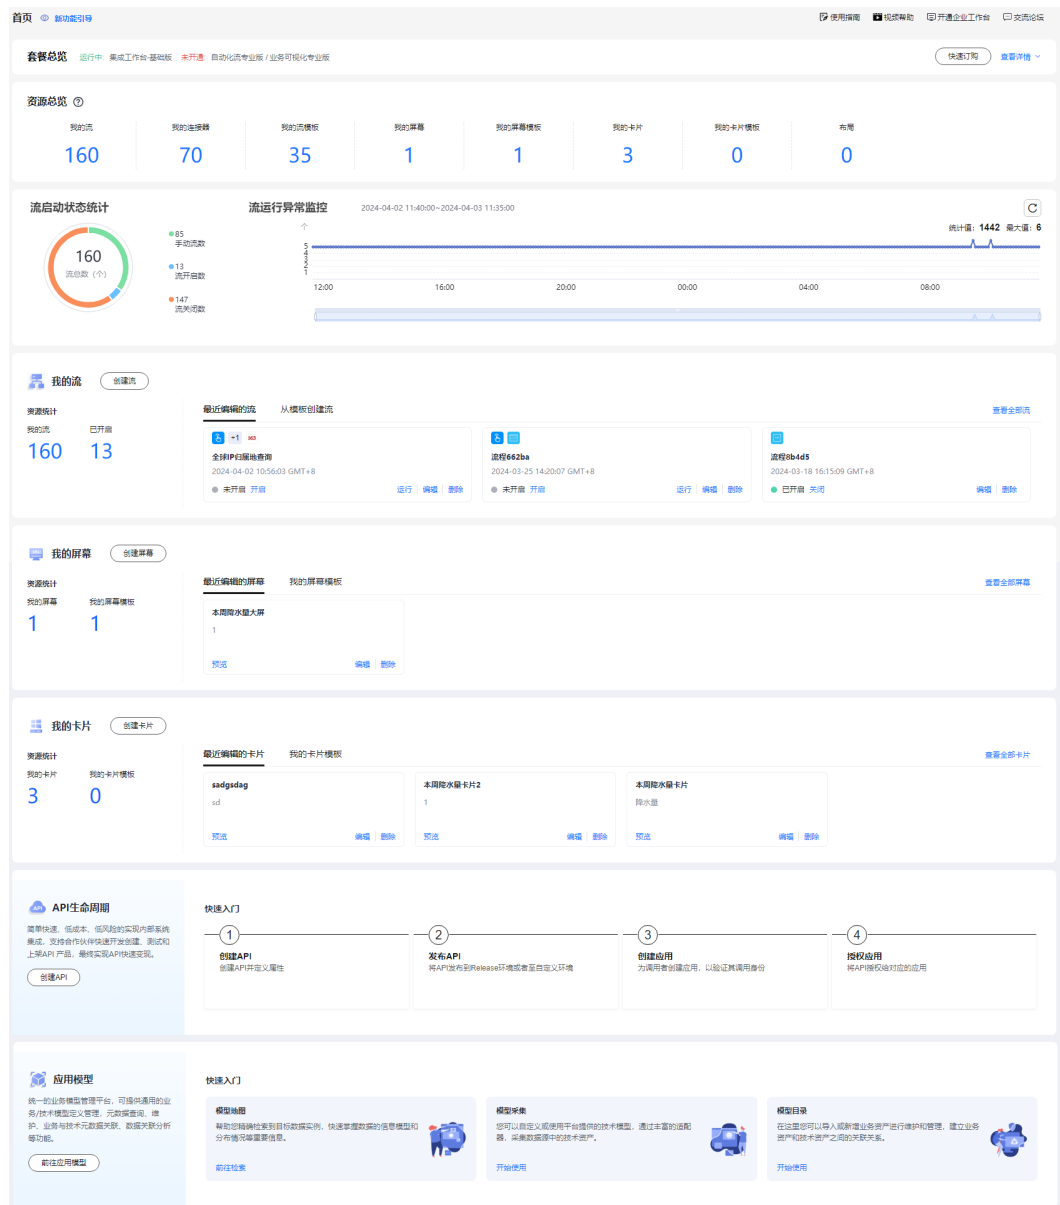 首页 新功能引导 使用指南 视频帮助 开通企业工作台 交流论坛
套餐总览 运行中: 集成工作台-基础版 未开通: 自动化流专业版 / 业务可视化专业版 快速订购 查看详情
资源总览
我的流 我的连接器 我的流模板 我的屏幕 我的屏幕模板 我的卡片 我的卡片模板 布局
160 70 35 1 1 3 0 0
流启动状态统计 流运行异常监控 2024-04-02 11:40:00~2024-04-03 11:35:00
统计值: 1442 最大值: 6
160
流总数（个）
85
手动流数
13
流开启数
147
流关闭数
个
5
4
3
2
1
12:00 16:00 20:00 00:00 04:00 08:00
我的流 创建流
资源统计
我的流 已开启
160 13
最近编辑的流 从模板创建流 查看全部流
+1 163
全球IP归属地查询
2024-04-02 10:56:03 GMT+8
未开启 开启 运行 编辑 删除
流程662ba
2024-03-25 14:20:07 GMT+8
未开启 开启 运行 编辑 删除
流程8b4d5
2024-03-18 16:15:09 GMT+8
已开启 关闭 编辑 删除
我的屏幕 创建屏幕
资源统计
我的屏幕 我的屏幕模板
1 1
最近编辑的屏幕 我的屏幕模板 查看全部屏幕
本周降水量大屏
1
预览 编辑 删除
我的卡片 创建卡片
资源统计
我的卡片 我的卡片模板
3 0
最近编辑的卡片 我的卡片模板 查看全部卡片
sadgsdag
sd
预览 编辑 删除
本周降水量卡片2
1
预览 编辑 删除
本周降水量卡片
降水量
预览 编辑 删除
API
API生命周期
简单快速、低成本、低风险的实现内部系统
集成，支持合作伙伴快速开发创建、测试和
上架API 产品，最终实现API快速变现。
创建API
快速入门
1
创建API
创建API并定义属性
2
发布API
将API发布到Release环境或者至自定义环境
3
创建应用
为调用者创建应用，以验证其调用身份
4
授权应用
将API授权给对应的应用
应用模型
统一的业务模型管理平台，可提供通用的业
务/技术模型定义管理、元数据查询、维
护、业务与技术元数据关联、数据关联分析
等功能。
前往应用模型
快速入门
模型地图
帮助您精确检索到目标数据实例，快速掌握数据的信息模型和
分布情况等重要信息。
前往检索
模型采集
您可以自定义或使用平台提供的技术模型，通过丰富的适配
器，采集数据源中的技术资产。
开始使用
模型目录
在这里您可以导入或新增业务资产进行维护和管理，建立业务
资产和技术资产之间的关联关系。
开始使用